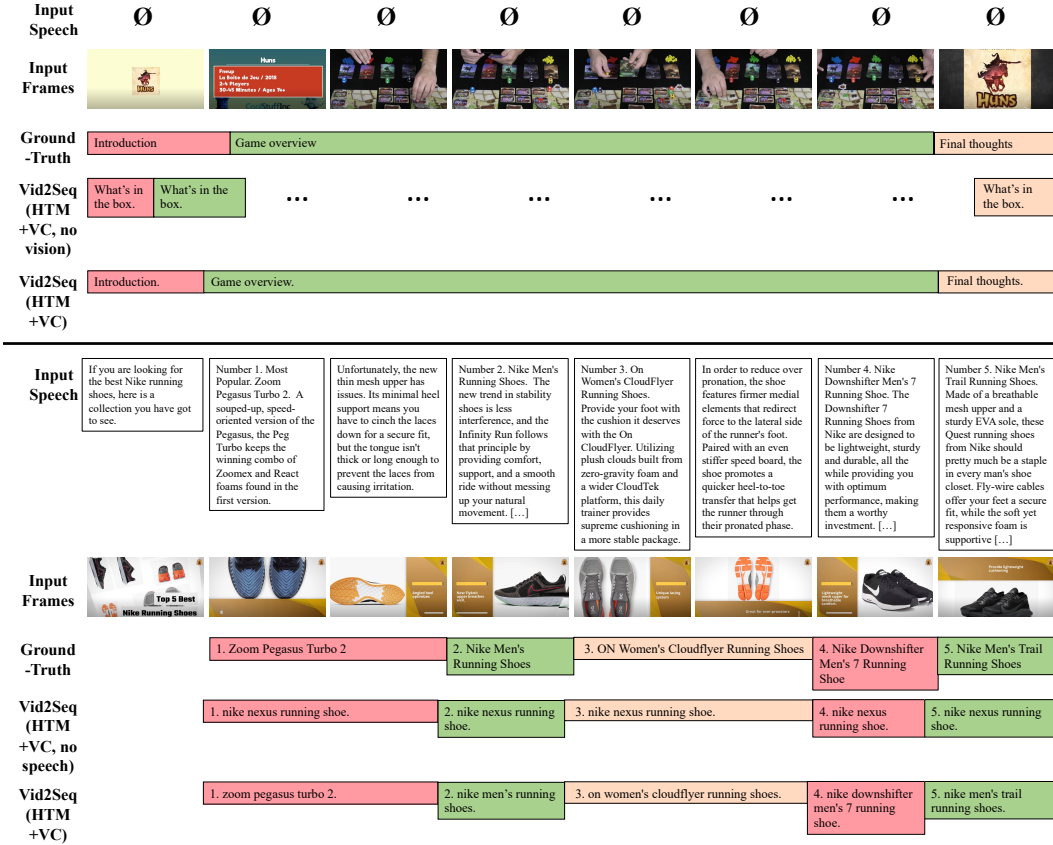 Input
Speech
Ø Ø Ø Ø Ø Ø Ø Ø
Input
Frames
HUNS
Huns
Pineup
La Boite de Jeu / 2018
2-4 Players
30-45 Minutes / Ages 14+
CoolStuffInc
HUNS
Ground
-Truth
Introduction
Game overview
Final thoughts
Vid2Seq
(HTM
+VC, no
vision)
What's in
the box.
What's in the
box.
... ... ... ... ... ...
What's in
the box.
Vid2Seq
(HTM
+VC)
Introduction.
Game overview.
Final thoughts.
Input
Speech
If you are looking for
the best Nike running
shoes, here is a
collection you have got
to see.
Number 1. Most
Popular. Zoom
Pegasus Turbo 2. A
souped-up, speed-
oriented version of the
Pegasus, the Peg
Turbo keeps the
winning combo of
Zoomx and React
foams found in the
first version.
Unfortunately, the new
thin mesh upper has
issues. Its minimal heel
support means you
have to cinch the laces
down for a secure fit,
but the tongue isn't
thick or long enough to
prevent the laces from
causing irritation.
Number 2. Nike Men's
Running Shoes. The
new trend in stability
shoes is less
interference, and the
Infinity Run follows
that principle by
providing comfort,
support, and a smooth
ride without messing
up your natural
movement. […]
Number 3. On
Women's CloudFlyer
Running Shoes.
Provide your foot with
the cushion it deserves
with the On
CloudFlyer. Utilizing
plush clouds built from
zero-gravity foam and
a wider CloudTek
platform, this daily
trainer provides
supreme cushioning in
a more stable package.
In order to reduce over
pronation, the shoe
features firmer medial
elements that redirect
force to the lateral side
of the runner's foot.
Paired with an even
stiffer speed board, the
shoe promotes a
quicker heel-to-toe
transfer that helps get
the runner through
their pronated phase.
Number 4. Nike
Downshifter Men's 7
Running Shoe. The
Downshifter 7
Running Shoes from
Nike are designed to
be lightweight, sturdy
and durable, all the
while providing you
with optimum
performance, making
them a worthy
investment. […]
Number 5. Nike Men's
Trail Running Shoes.
Made of a breathable
mesh upper and a
sturdy EVA sole, these
Quest running shoes
from Nike should
pretty much be a staple
in every man's shoe
closet. Fly-wire cables
offer your feet a secure
fit, while the soft yet
responsive foam is
supportive […]
Input
Frames
Top 5 Best
Nike Running Shoes
Ground
-Truth
1. Zoom Pegasus Turbo 2
2. Nike Men's
Running Shoes
3. ON Women's Cloudflyer Running Shoes
4. Nike Downshifter
Men's 7 Running
Shoe
5. Nike Men's Trail
Running Shoes
Vid2Seq
(HTM
+VC, no
speech)
1. nike nexus running shoe.
2. nike nexus running
shoe.
3. nike nexus running shoe.
4. nike nexus
running shoe.
5. nike nexus running
shoe.
Vid2Seq
(HTM
+VC)
1. zoom pegasus turbo 2.
2. nike men's running
shoes.
3. on women's cloudflyer running shoes.
4. nike downshifter
men's 7 running
shoe.
5. nike men's trail
running shoes.